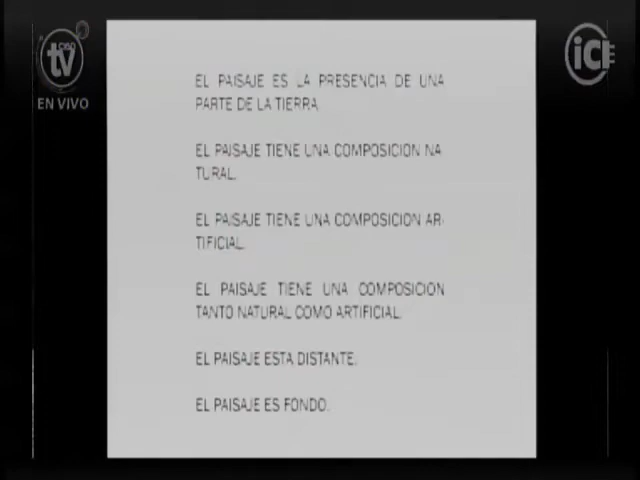 tv
EN VIVO
iCI
EL PAISAJE ES LA PRESENCIA DE UNA
PARTE DE LA TIERRA.
EL PAISAJE TIENE UNA COMPOSICION NA-
TURAL.
EL PAISAJE TIENE UNA COMPOSICION AR-
TIFICIAL.
EL PAISAJE TIENE UNA COMPOSICION
TANTO NATURAL COMO ARTIFICIAL.
EL PAISAJE ESTA DISTANTE.
EL PAISAJE ES FONDO.